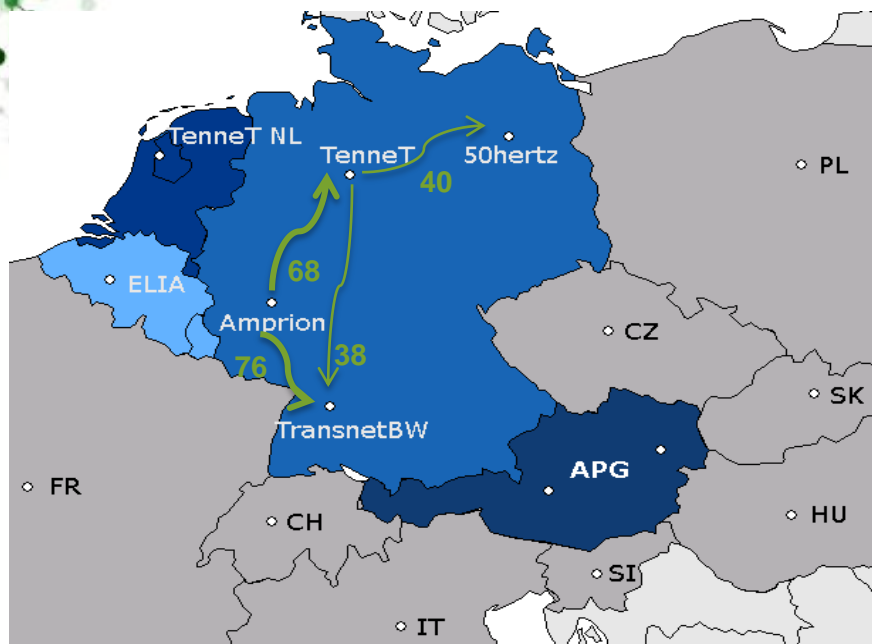 TenneT NL
TenneT
50hertz
40
PL
68
ELIA
Amprion
CZ
76
38
SK
TransnetBW
APG
FR
CH
HU
SI
IT